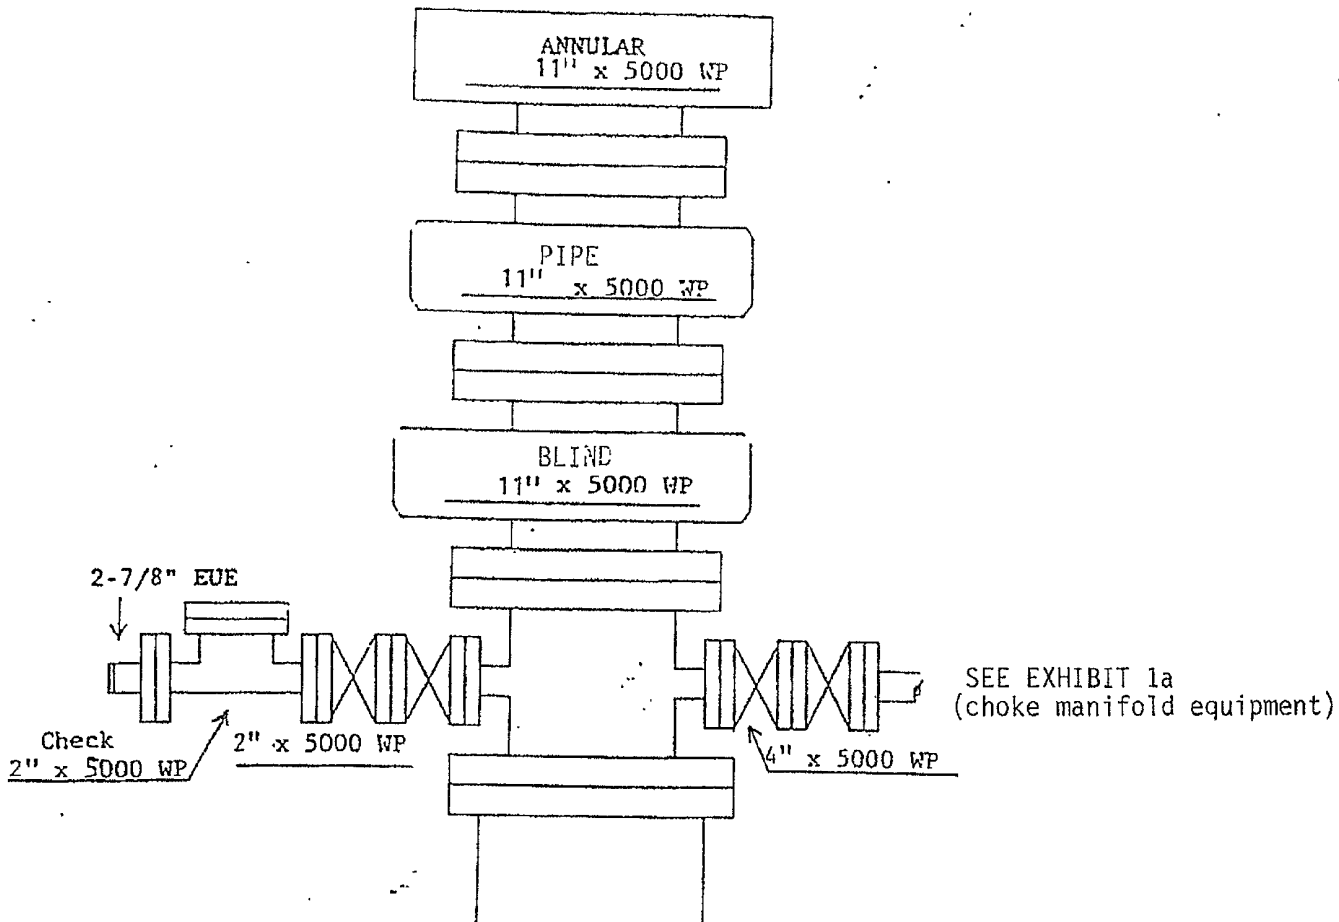 ANNULAR
11" x 5000 WP
PIPE
11" x 5000 WP
BLIND
11" x 5000 WP
2-7/8" EUE
SEE EXHIBIT 1a
(choke manifold equipment)
Check
2" x 5000 WP
2" x 5000 WP
4" x 5000 WP